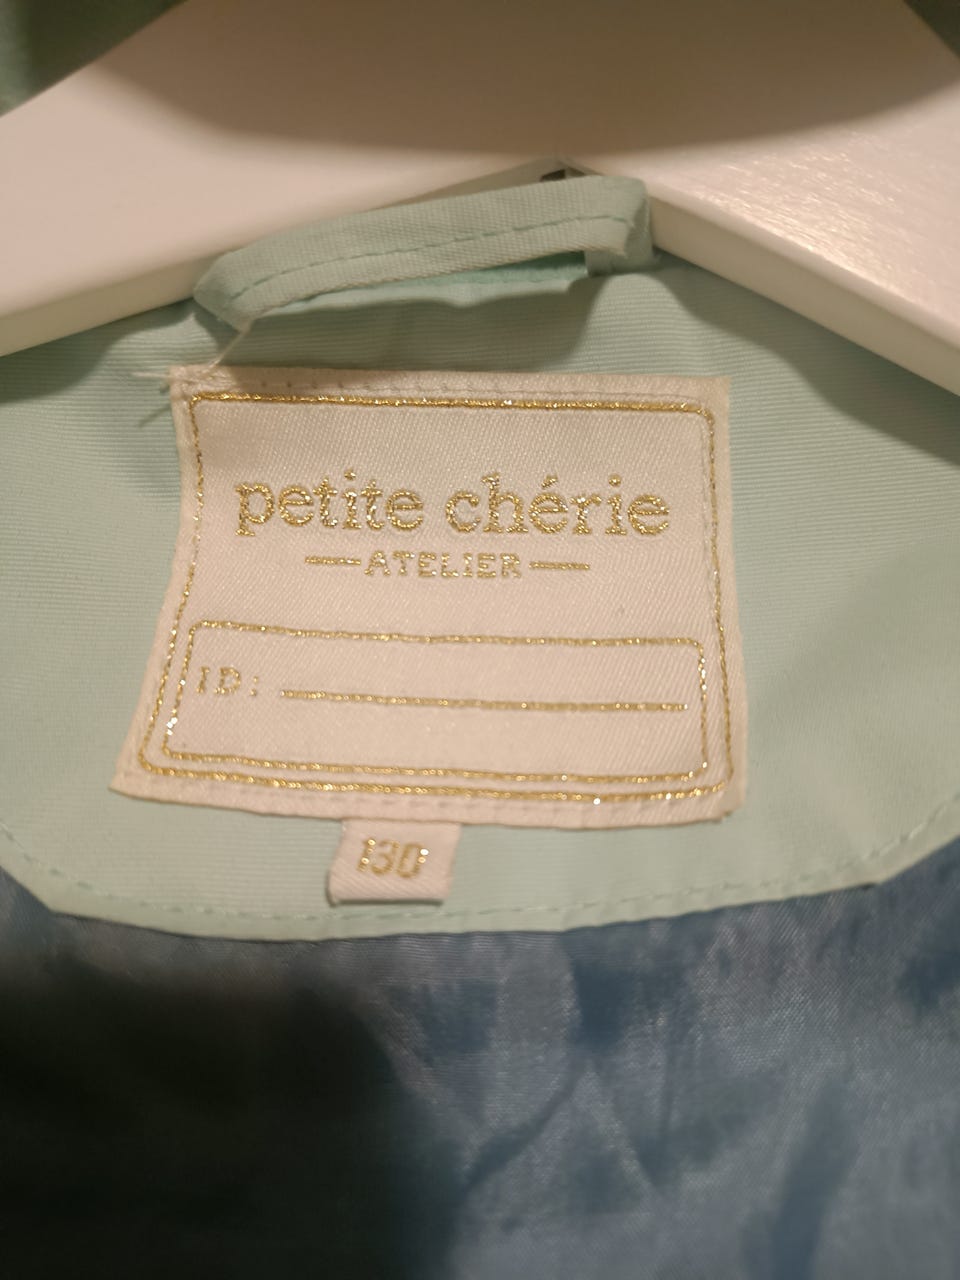 petite chérie
ATELIER
ID:
130